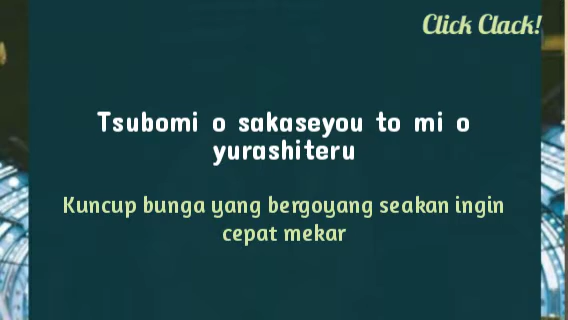 Click Clack!
Tsubomi o sakaseyou to mi o
yurashiteru
Kuncup bunga yang bergoyang seakan ingin
cepat mekar